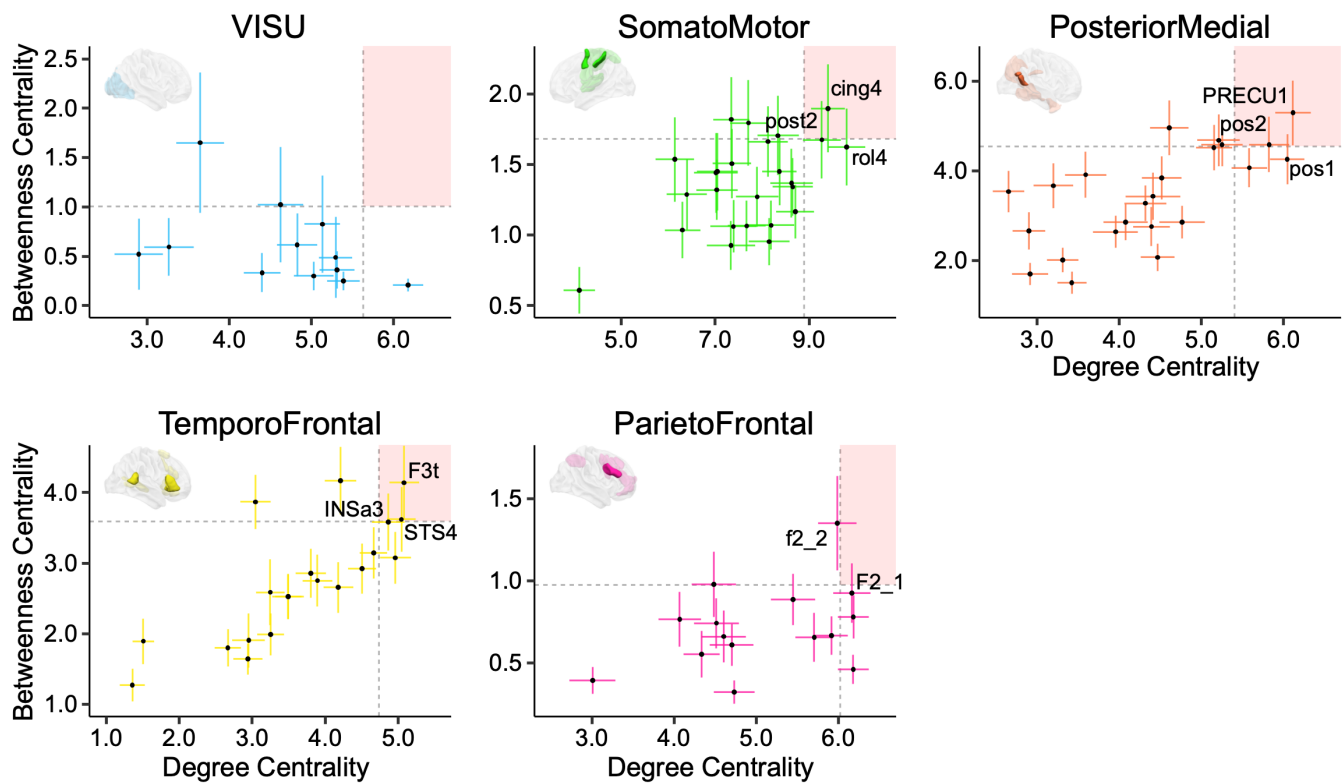 VISU
SomatoMotor
PosteriorMedial
Betweenness Centrality
2.5
2.0
1.5
1.0
0.5
0.0
3.0
4.0
5.0
6.0
2.0
1.5
1.0
0.5
cing4
post2
rol4
5.0
7.0
9.0
6.0
4.0
2.0
PRECU1
pos2
pos1
3.0
4.0
5.0
6.0
Degree Centrality
TemporoFrontal
ParietoFrontal
Betweenness Centrality
4.0
3.0
2.0
1.0
F3t
INSa3
STS4
1.0
2.0
3.0
4.0
5.0
Degree Centrality
1.5
1.0
0.5
f2_2
F2_1
3.0
4.0
5.0
6.0
Degree Centrality